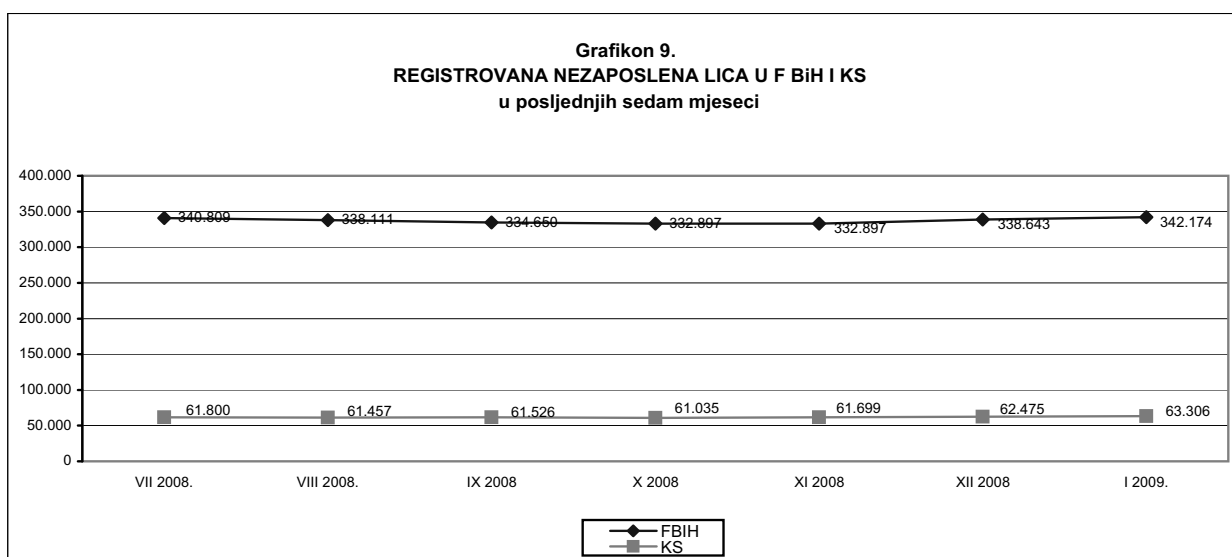 Grafikon 9.
REGISTROVANA NEZAPOSLENA LICA U F BiH I KS
u posljednjih sedam mjeseci
400.000
350.000
300.000
250.000
200.000
150.000
100.000
50.000
0
340.809 338.111 334.650 332.897 332.897 338.643 342.174
61.800 61.457 61.526 61.035 61.699 62.475 63.306
VII 2008. VIII 2008. IX 2008 X 2008 XI 2008 XII 2008 I 2009.
FBIH
KS